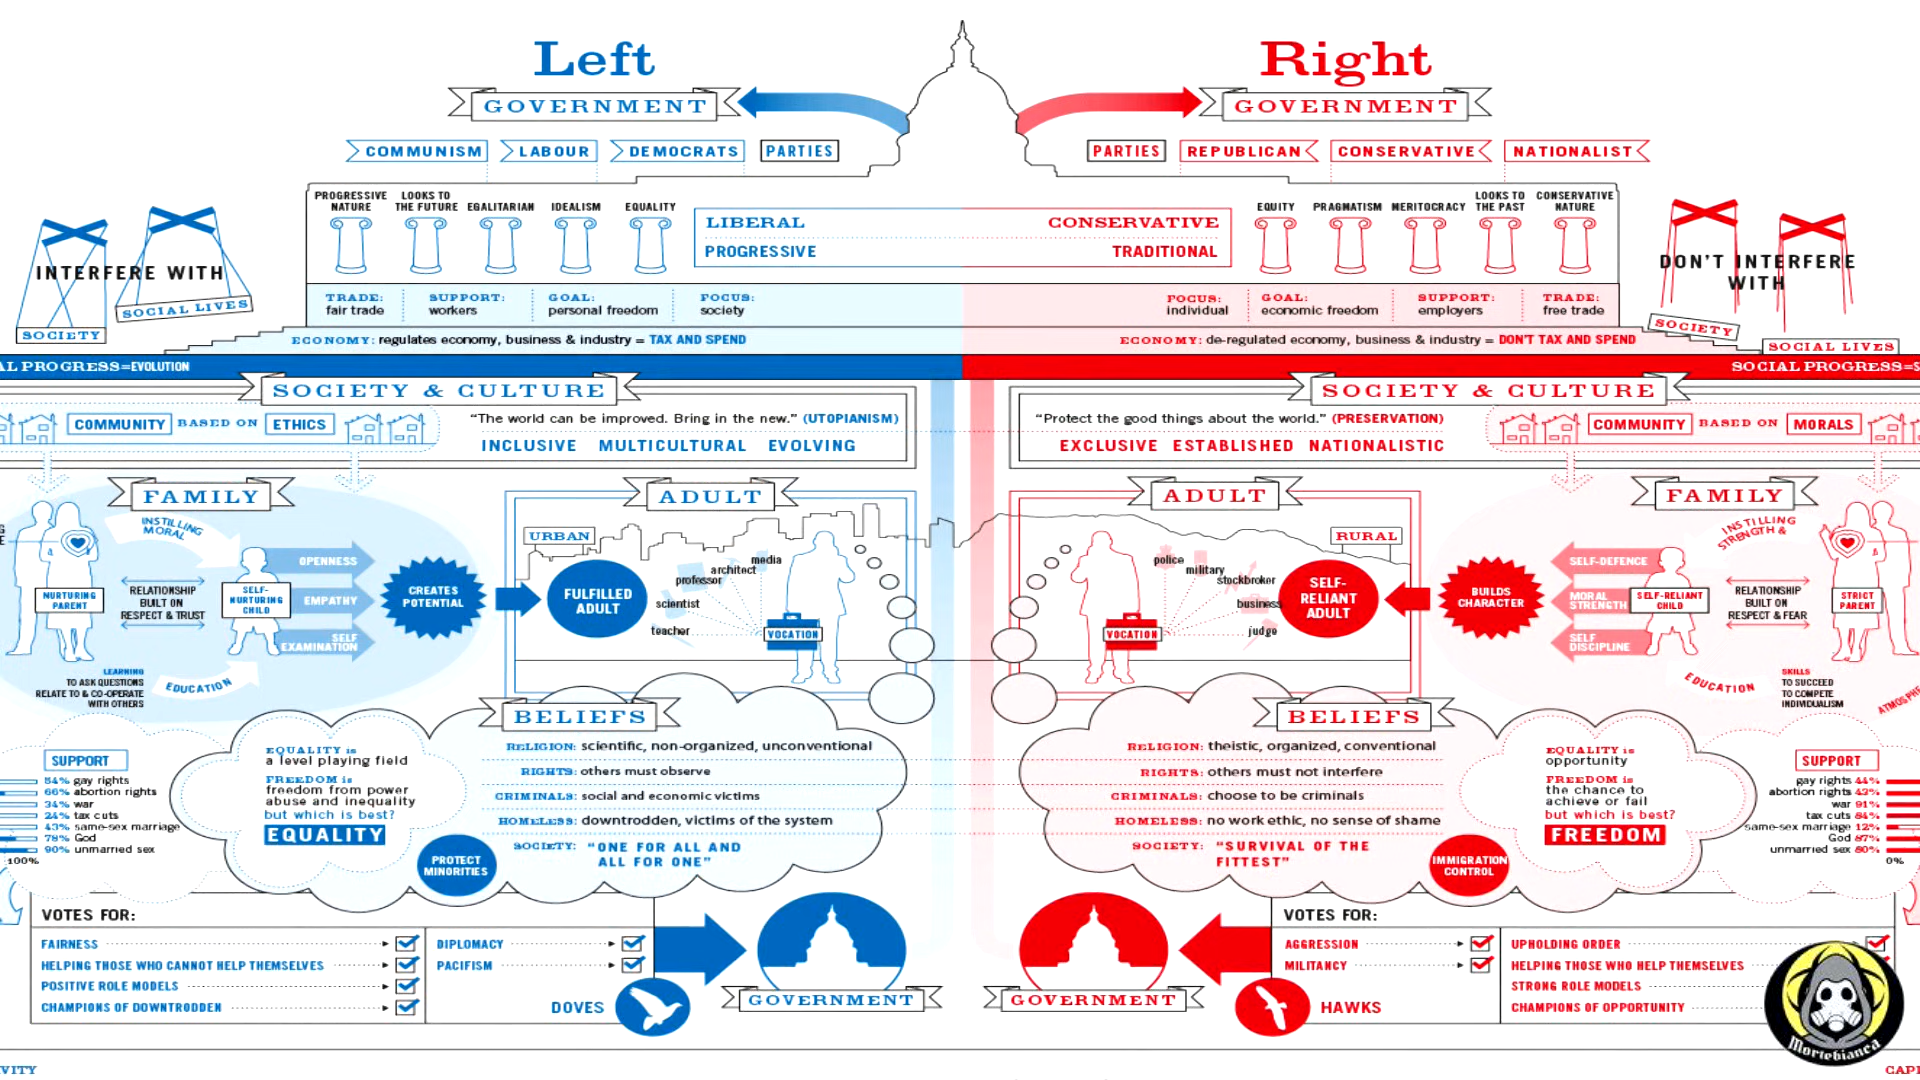 Left
Right
GOVERNMENT
GOVERNMENT
COMMUNISM
LABOUR
DEMOCRATS
PARTIES
PARTIES
REPUBLICAN
CONSERVATIVE
NATIONALIST
PROGRESSIVE
NATURE
LOOKS TO
THE FUTURE
EGALITARIAN
IDEALISM
EQUALITY
LIBERAL
CONSERVATIVE
PROGRESSIVE
TRADITIONAL
EQUITY
PRAGMATISM
MERITOCRACY
LOOKS TO
THE PAST
CONSERVATIVE
NATURE
INTERFERE WITH
SOCIETY
SOCIAL LIVES
DON'T INTERFERE
WITH
SOCIETY
SOCIAL LIVES
TRADE:
fair trade
SUPPORT:
workers
GOAL:
personal freedom
FOCUS:
society
FOCUS:
individual
GOAL:
economic freedom
SUPPORT:
employers
TRADE:
free trade
ECONOMY: regulates economy, business & industry = TAX AND SPEND
ECONOMY: de-regulated economy, business & industry = DON'T TAX AND SPEND
AL PROGRESS=EVOLUTION
SOCIAL PROGRESS=S
SOCIETY & CULTURE
SOCIETY & CULTURE
COMMUNITY BASED ON ETHICS
"The world can be improved. Bring in the new." (UTOPIANISM)
INCLUSIVE MULTICULTURAL EVOLVING
"Protect the good things about the world." (PRESERVATION)
EXCLUSIVE ESTABLISHED NATIONALISTIC
COMMUNITY BASED ON MORALS
FAMILY
INSTILLING
MORAL
NURTURING
PARENT
RELATIONSHIP
BUILT ON
RESPECT & TRUST
SELF-
NURTURING
CHILD
OPENNESS
EMPATHY
SELF
EXAMINATION
CREATES
POTENTIAL
LEARNING
TO ASK QUESTIONS
RELATE TO & CO-OPERATE
WITH OTHERS
EDUCATION
ADULT
URBAN
FULFILLED
ADULT
media
architect
professor
scientist
teacher
VOCATION
ADULT
RURAL
police
military
stockbroker
business
judge
VOCATION
SELF-
RELIANT
ADULT
FAMILY
BUILDS
CHARACTER
SELF-DEFENCE
MORAL
STRENGTH
SELF
DISCIPLINE
SELF-RELIANT
CHILD
INSTILLING
STRENGTH &
RELATIONSHIP
BUILT ON
RESPECT & FEAR
STRICT
PARENT
EDUCATION
SKILLS
TO SUCCEED
TO COMPETE
INDIVIDUALISM
ATMOSPHE
BELIEFS
RELIGION: scientific, non-organized, unconventional
RIGHTS: others must observe
CRIMINALS: social and economic victims
HOMELESS: downtrodden, victims of the system
SOCIETY: "ONE FOR ALL AND
ALL FOR ONE"
BELIEFS
RELIGION: theistic, organized, conventional
RIGHTS: others must not interfere
CRIMINALS: choose to be criminals
HOMELESS: no work ethic, no sense of shame
SOCIETY: "SURVIVAL OF THE
FITTEST"
SUPPORT
84% gay rights
66% abortion rights
34% war
24% tax cuts
43% same-sex marriage
78% God
90% unmarried sex
100%
EQUALITY is
a level playing field
FREEDOM is
freedom from power
abuse and inequality
but which is best?
EQUALITY
PROTECT
MINORITIES
IMMIGRATION
CONTROL
EQUALITY is
opportunity
FREEDOM is
the chance to
achieve or fail
but which is best?
FREEDOM
SUPPORT
gay rights 44%
abortion rights 43%
war 91%
tax cuts 84%
same-sex marriage 12%
God 87%
unmarried sex 80%
0%
VOTES FOR:
FAIRNESS
HELPING THOSE WHO CANNOT HELP THEMSELVES
POSITIVE ROLE MODELS
CHAMPIONS OF DOWNTRODDEN
DIPLOMACY
PACIFISM
DOVES
GOVERNMENT
GOVERNMENT
VOTES FOR:
AGGRESSION
MILITANCY
HAWKS
UPHOLDING ORDER
HELPING THOSE WHO HELP THEMSELVES
STRONG ROLE MODELS
CHAMPIONS OF OPPORTUNITY
Mortebianca
VITY
CAPI